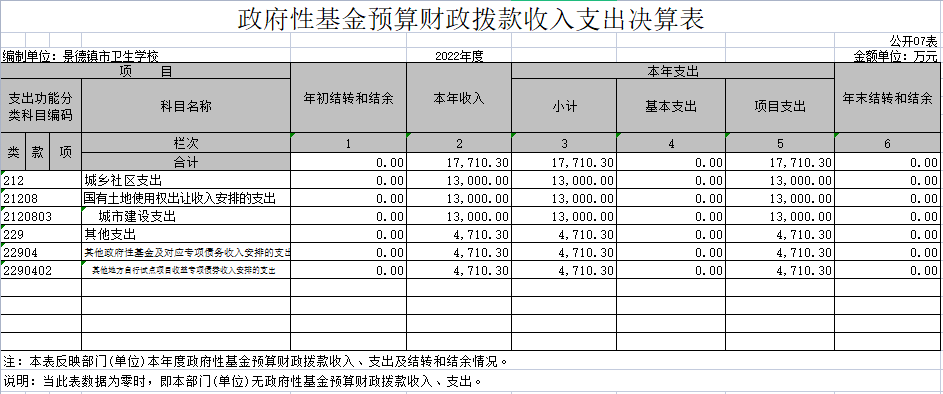 政府性基金预算财政拨款收入支出决算表
公开07表
编制单位：景德镇市卫生学校 2022年度 金额单位：万元
项 目 年初结转和结余 本年收入 本年支出 年末结转和结余
支出功能分类科目编码 科目名称 小计 基本支出 项目支出
类 款 项 栏次 1 2 3 4 5 6
合计 0.00 17,710.30 17,710.30 0.00 17,710.30 0.00
212 城乡社区支出 0.00 13,000.00 13,000.00 0.00 13,000.00 0.00
21208 国有土地使用权出让收入安排的支出 0.00 13,000.00 13,000.00 0.00 13,000.00 0.00
2120803 城市建设支出 0.00 13,000.00 13,000.00 0.00 13,000.00 0.00
229 其他支出 0.00 4,710.30 4,710.30 0.00 4,710.30 0.00
22904 其他政府性基金及对应专项债务收入安排的支出 0.00 4,710.30 4,710.30 0.00 4,710.30 0.00
2290402 其他地方自行试点项目收益专项债券收入安排的支出 0.00 4,710.30 4,710.30 0.00 4,710.30 0.00
注：本表反映部门(单位)本年度政府性基金预算财政拨款收入、支出及结转和结余情况。
说明：当此表数据为零时，即本部门(单位)无政府性基金预算财政拨款收入、支出。